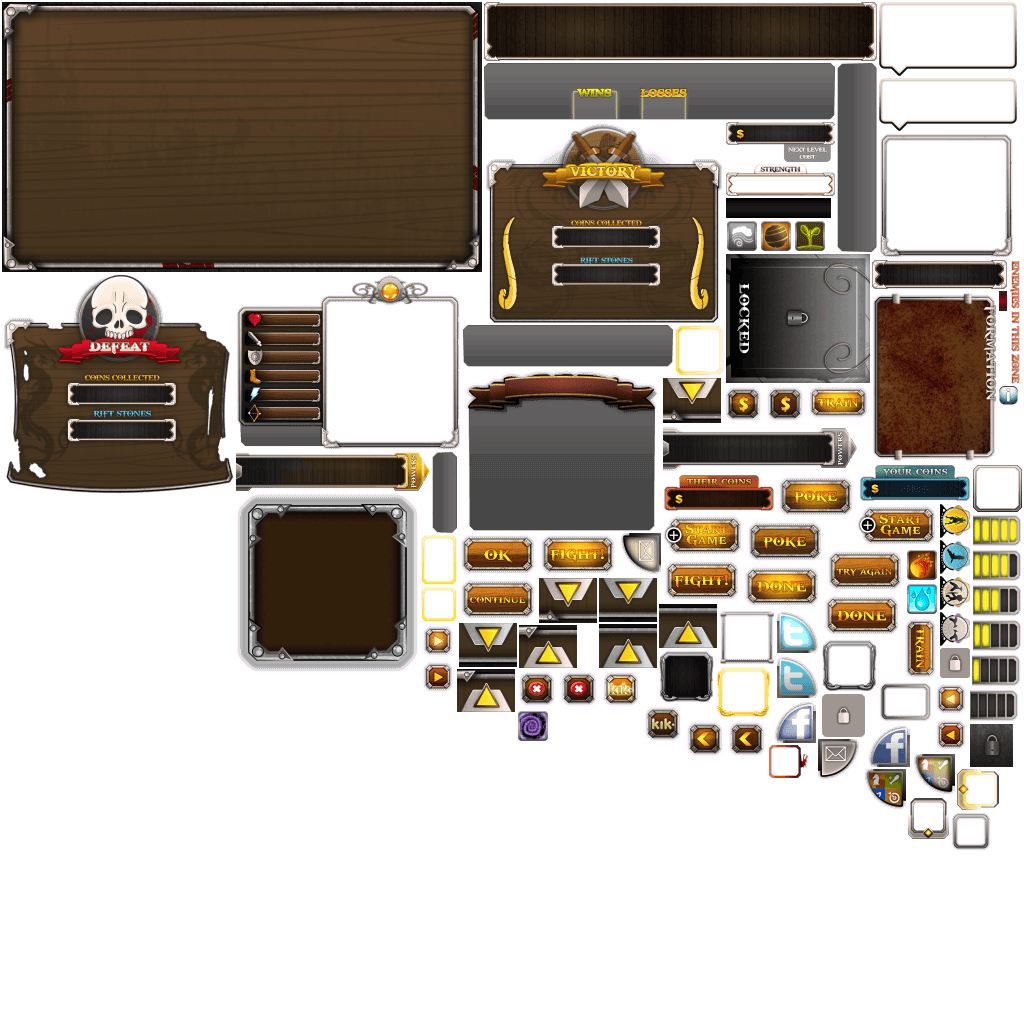 WINS
LOSSES
$
NEXT LEVEL
COST
STRENGTH
VICTORY
COINS COLLECTED
RIFT STONES
LOCKED
ENEMIES IN THIS ZONE
FORMATION
i
DEFEAT
COINS COLLECTED
RIFT STONES
$
$
TRAIN
POWERS
POWERS
THEIR COINS
$
POKE
YOUR COINS
$
START
GAME
START
GAME
OK
FIGHT!
POKE
TRY AGAIN
FIGHT!
DONE
CONTINUE
DONE
TRAIN
kik
kik
t
t
f
f